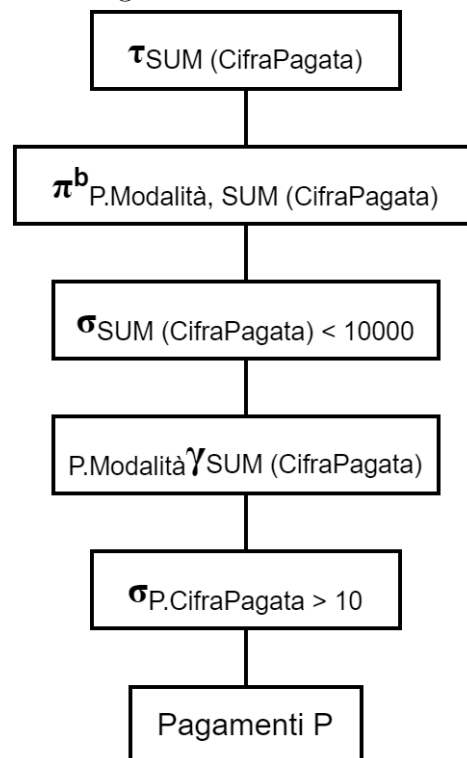 τSUM (CifraPagata)
πbP.Modalità, SUM (CifraPagata)
σSUM (CifraPagata) < 10000
P.ModalitàγSUM (CifraPagata)
σP.CifraPagata > 10
Pagamenti P